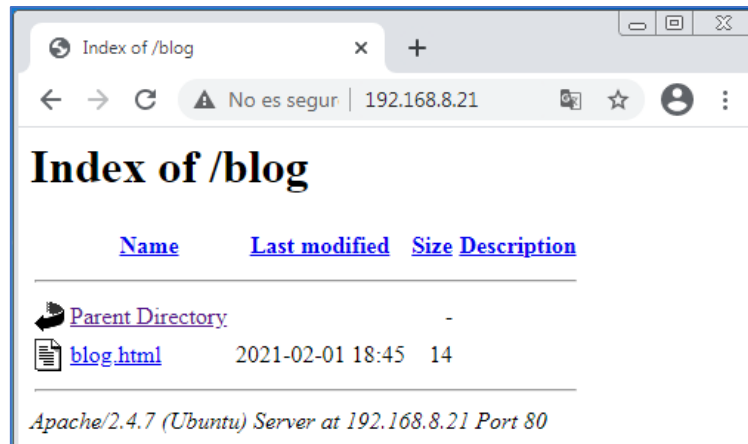 Index of /blog
No es segur 192.168.8.21
Index of /blog
Name Last modified Size Description
Parent Directory -
blog.html 2021-02-01 18:45 14
Apache/2.4.7 (Ubuntu) Server at 192.168.8.21 Port 80